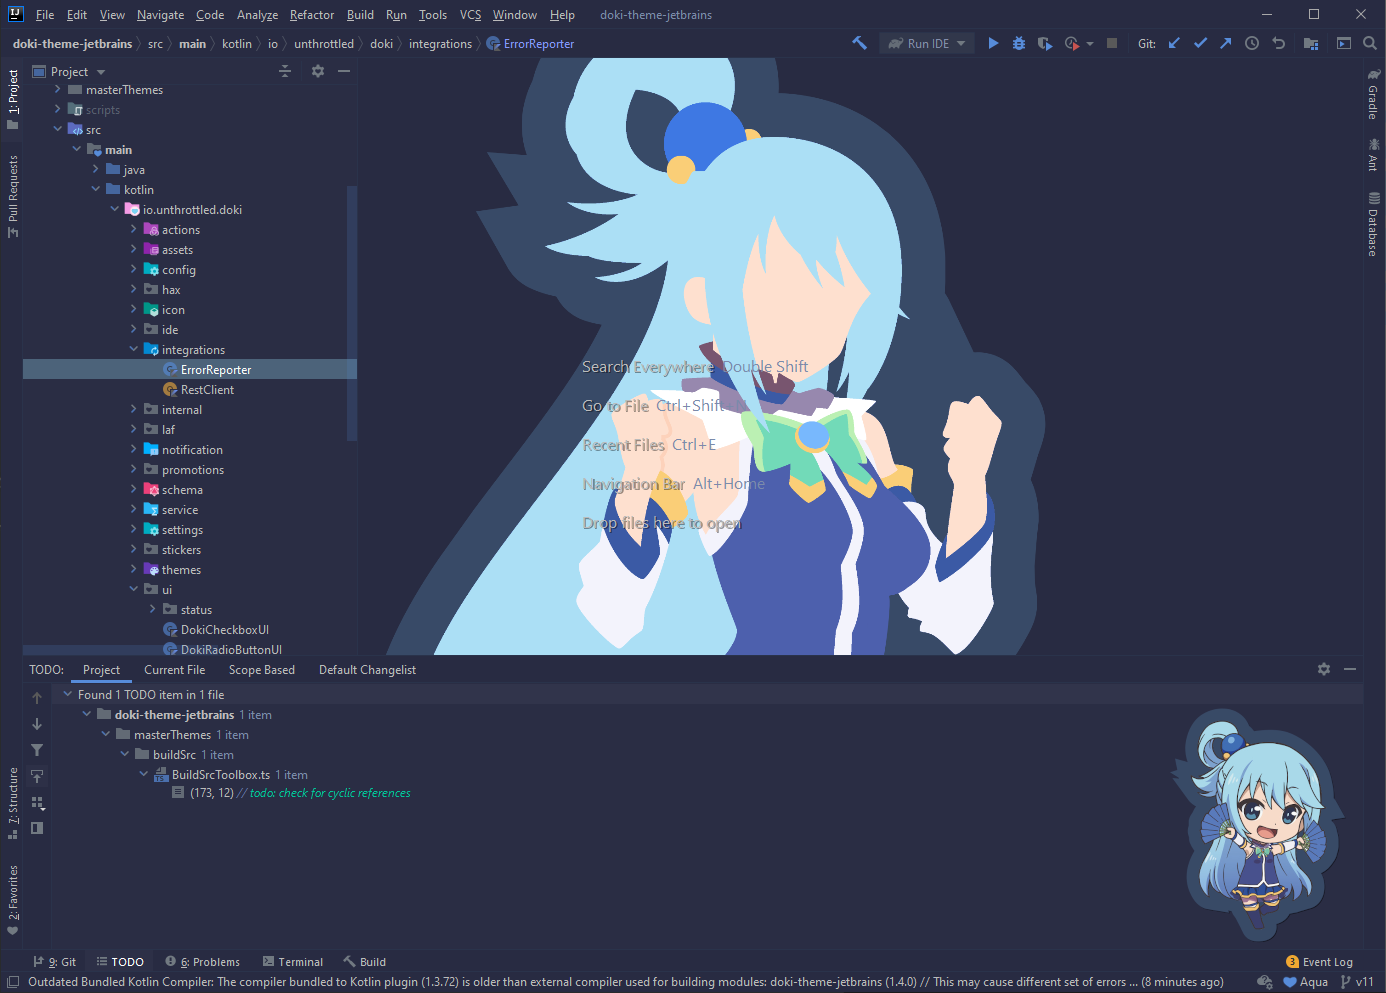 File Edit View Navigate Code Analyze Refactor Build Run Tools VCS Window Help doki-theme-jetbrains
doki-theme-jetbrains src main kotlin io unthrottled doki integrations ErrorReporter Run IDE Git:
1: Project
Pull Requests
7: Structure
2: Favorites
Project
masterThemes
scripts
src
main
java
kotlin
io.unthrottled.doki
actions
assets
config
hax
icon
ide
integrations
ErrorReporter
RestClient
internal
laf
notification
promotions
schema
service
settings
stickers
themes
ui
status
DokiCheckboxUI
DokiRadioButtonUI
Search Everywhere Double Shift
Go to File Ctrl+Shift+N
Recent Files Ctrl+E
Navigation Bar Alt+Home
Drop files here to open
Gradle
Ant
Database
TODO: Project Current File Scope Based Default Changelist
Found 1 TODO item in 1 file
doki-theme-jetbrains 1 item
masterThemes 1 item
buildSrc 1 item
BuildSrcToolbox.ts 1 item
(173, 12) // todo: check for cyclic references
9: Git TODO 6: Problems Terminal Build 3 Event Log
Outdated Bundled Kotlin Compiler: The compiler bundled to Kotlin plugin (1.3.72) is older than external compiler used for building modules: doki-theme-jetbrains (1.4.0) // This may cause different set of errors ... (8 minutes ago) Aqua v11